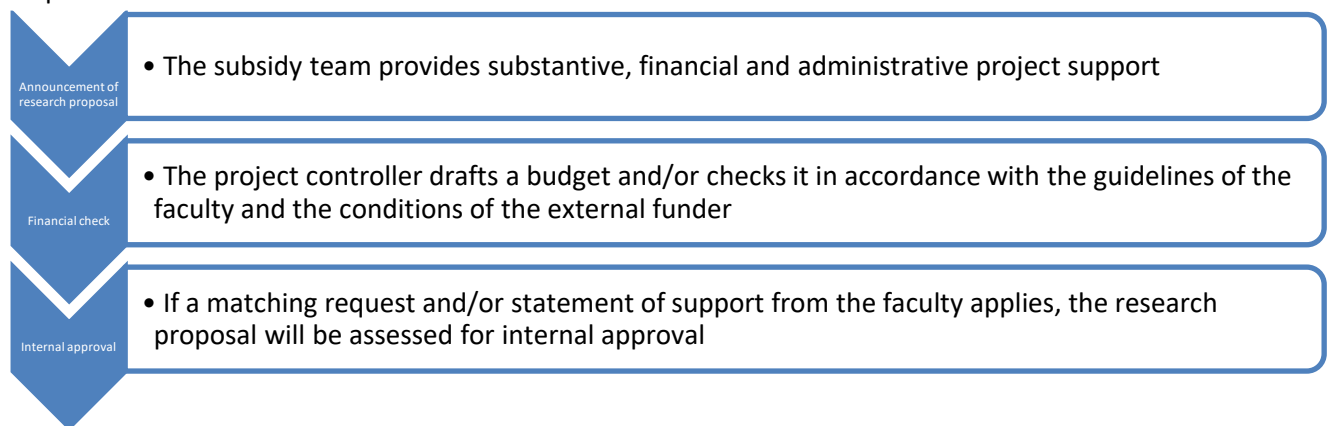 Announcement of
research proposal
• The subsidy team provides substantive, financial and administrative project support
Financial check
• The project controller drafts a budget and/or checks it in accordance with the guidelines of the
faculty and the conditions of the external funder
Internal approval
• If a matching request and/or statement of support from the faculty applies, the research
proposal will be assessed for internal approval